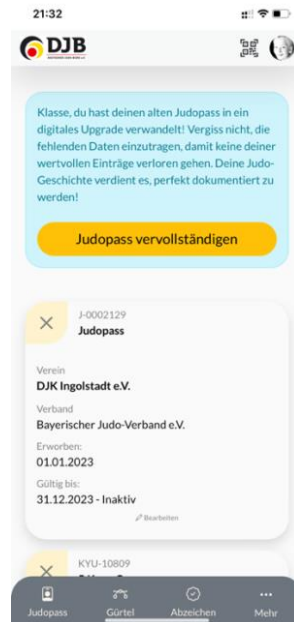 21:32
DJB
Klasse, du hast deinen alten Judopass in ein
digitales Upgrade verwandelt! Vergiss nicht, die
fehlenden Daten einzutragen, damit keine deiner
wertvollen Einträge verloren gehen. Deine Judo-
Geschichte verdient es, perfekt dokumentiert zu
werden!
Judopass vervollständigen
J-0002129
Judopass
Verein
DJK Ingolstadt e.V.
Verband
Bayerischer Judo-Verband e.V.
Erworben:
01.01.2023
Gültig bis:
31.12.2023 - Inaktiv
Bearbeiten
KYU-10809
Judopass Gürtel Abzeichen Mehr